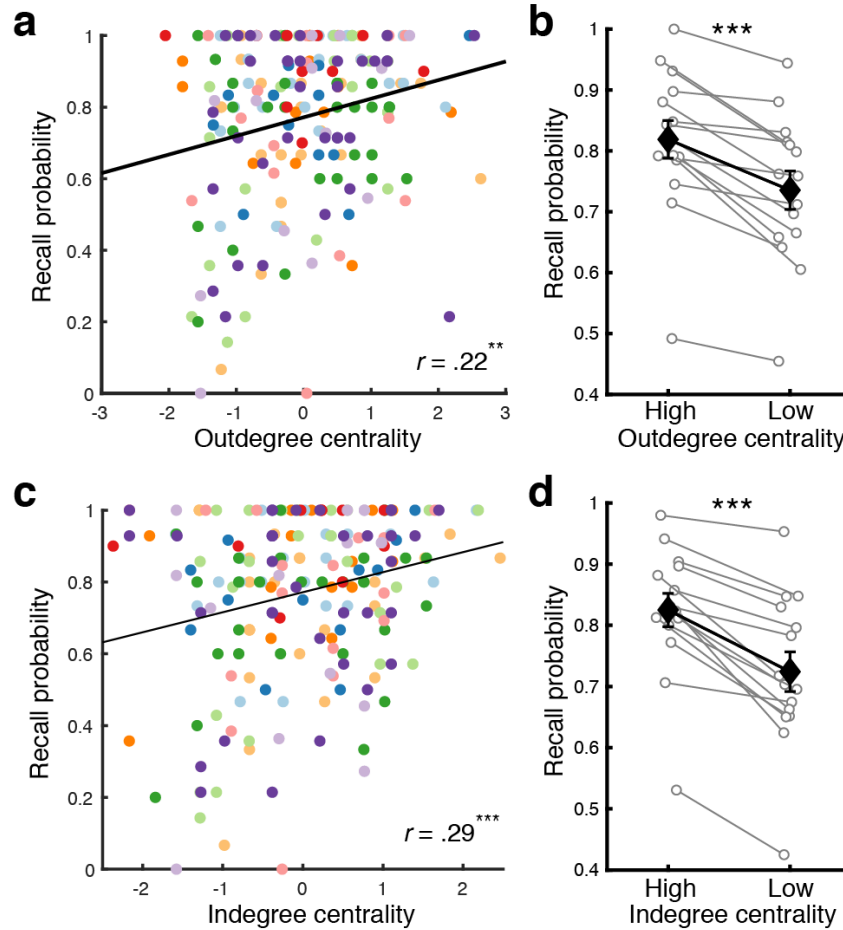 a
Recall probability
1
0.8
0.6
0.4
0.2
0
-3
-2
-1
0
1
2
3
r = .22**
Outdegree centrality
b
***
Recall probability
1
0.9
0.8
0.7
0.6
0.5
0.4
High
Low
Outdegree centrality
c
Recall probability
1
0.8
0.6
0.4
0.2
0
-2
-1
0
1
2
r = .29***
Indegree centrality
d
***
Recall probability
1
0.9
0.8
0.7
0.6
0.5
0.4
High
Low
Indegree centrality